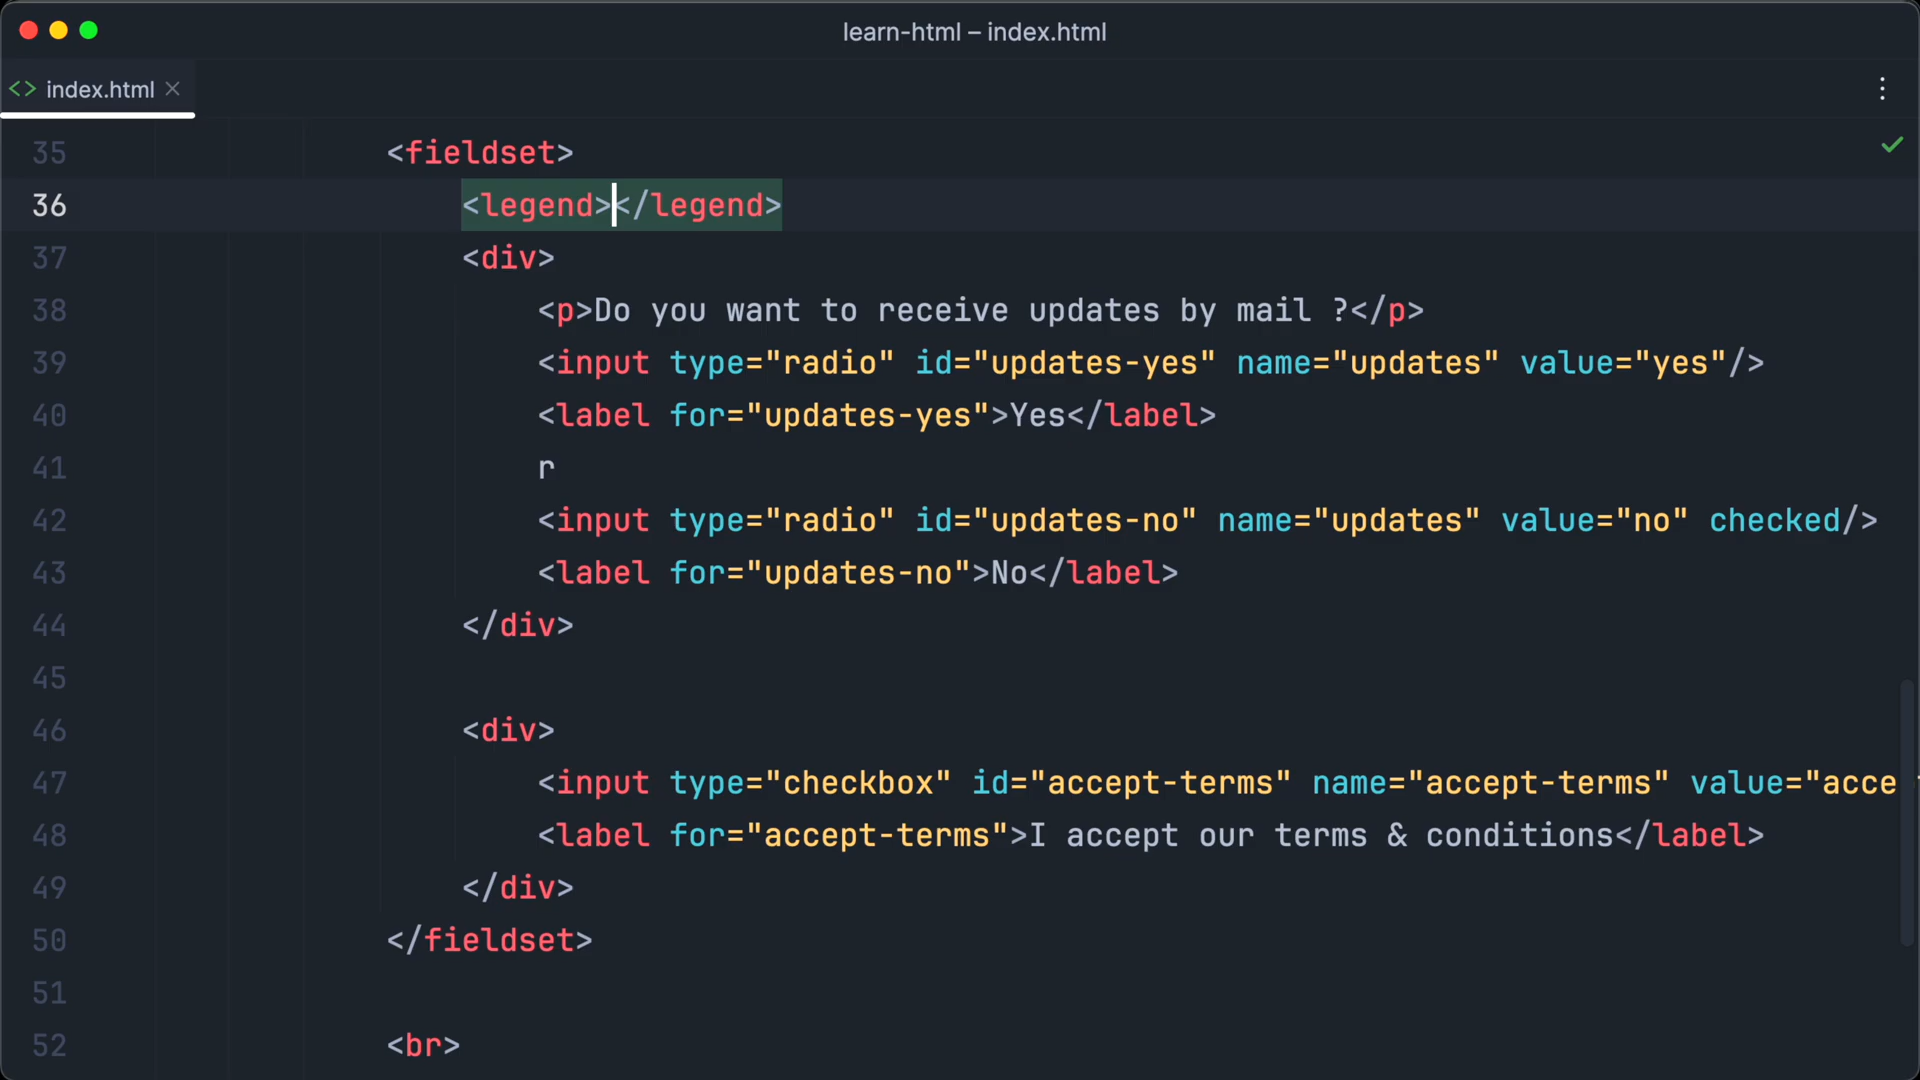 learn-html – index.html
<> index.html
35 <fieldset>
36 <legend></legend>
37 <div>
38 <p>Do you want to receive updates by mail ?</p>
39 <input type="radio" id="updates-yes" name="updates" value="yes"/>
40 <label for="updates-yes">Yes</label>
41 r
42 <input type="radio" id="updates-no" name="updates" value="no" checked/>
43 <label for="updates-no">No</label>
44 </div>
45
46 <div>
47 <input type="checkbox" id="accept-terms" name="accept-terms" value="acce
48 <label for="accept-terms">I accept our terms & conditions</label>
49 </div>
50 </fieldset>
51
52 <br>